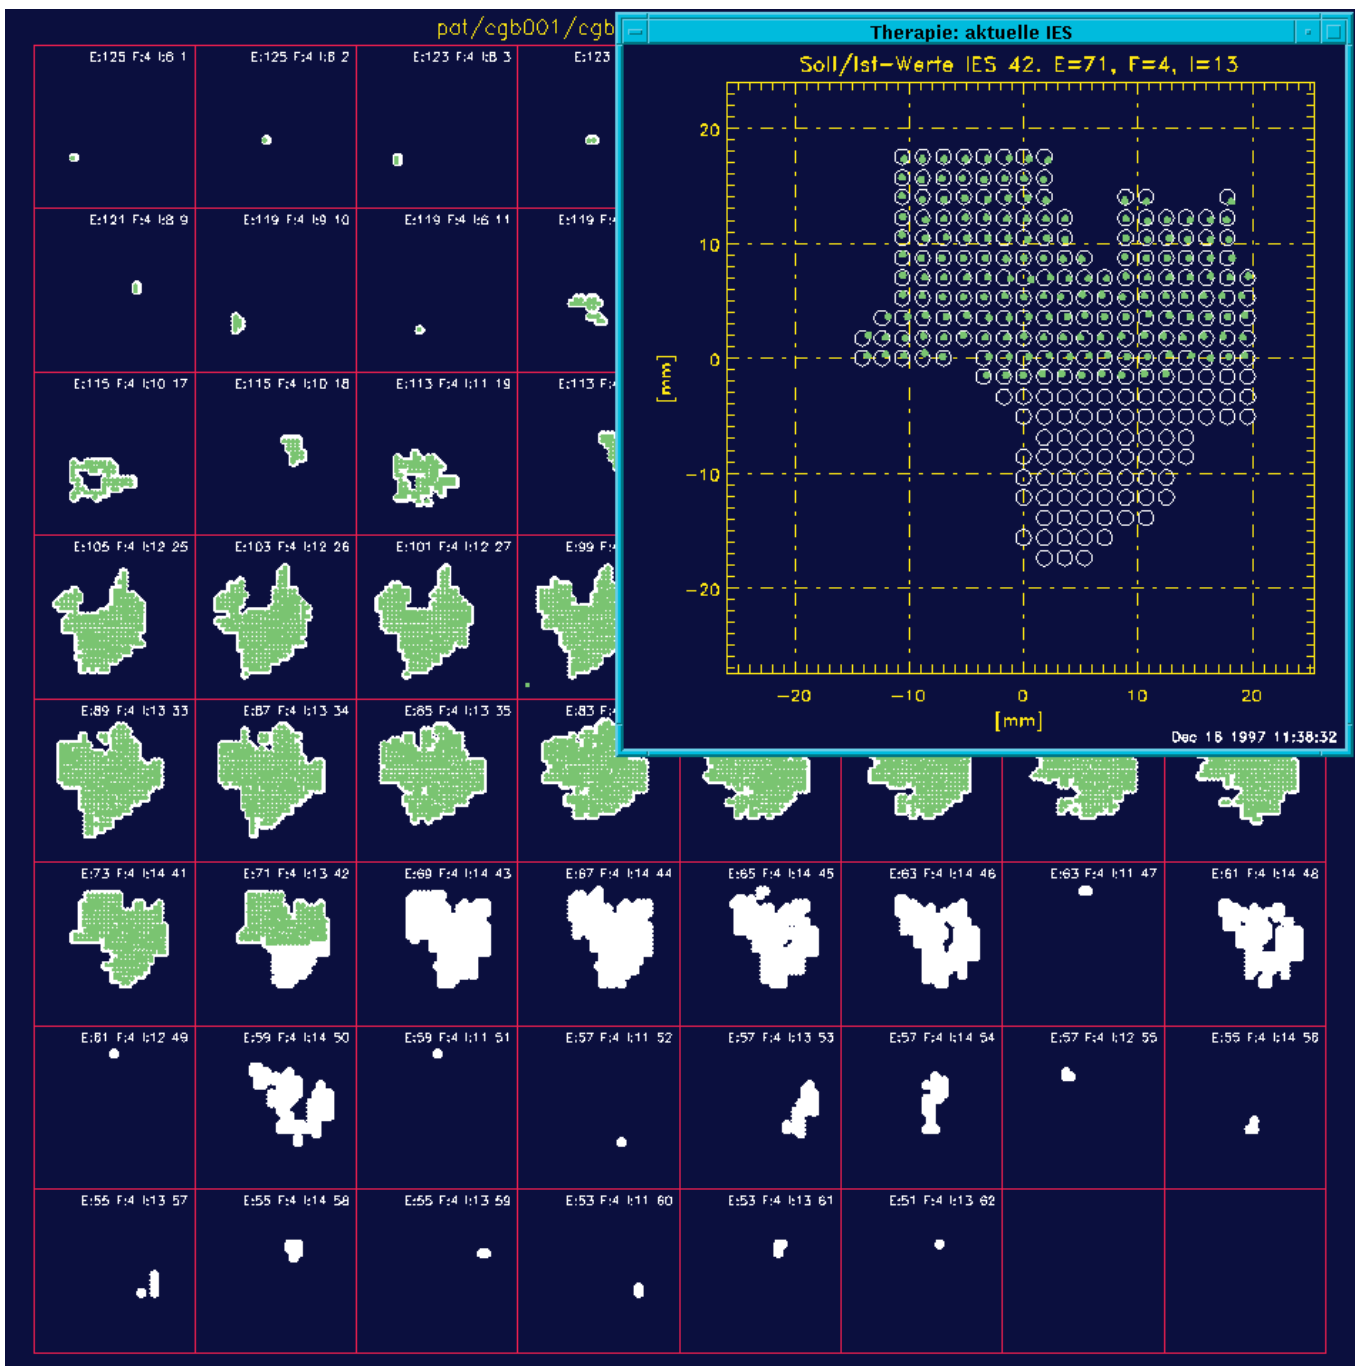 pat/cgb001/cgb
Therapie: aktuelle IES
Soll/Ist-Werte IES 42. E=71, F=4, I=13
20
10
0
-10
-20
[mm]
-20 -10 0 10 20
[mm]
Dec 16 1997 11:38:32
E:125 F:4 I:6 1 E:125 F:4 I:8 2 E:123 F:4 I:8 3 E:123
E:121 F:4 I:8 9 E:119 F:4 I:9 10 E:119 F:4 I:6 11 E:119 F:
E:115 F:4 I:10 17 E:115 F:4 I:10 18 E:113 F:4 I:11 19 E:113 F:
E:105 F:4 I:12 25 E:103 F:4 I:12 26 E:101 F:4 I:12 27 E:99 F:
E:89 F:4 I:13 33 E:87 F:4 I:13 34 E:85 F:4 I:13 35 E:83 F:
E:73 F:4 I:14 41 E:71 F:4 I:13 42 E:69 F:4 I:14 43 E:67 F:4 I:14 44 E:65 F:4 I:14 45 E:63 F:4 I:14 46 E:63 F:4 I:11 47 E:61 F:4 I:14 48
E:61 F:4 I:12 49 E:59 F:4 I:14 50 E:59 F:4 I:11 51 E:57 F:4 I:11 52 E:57 F:4 I:13 53 E:57 F:4 I:14 54 E:57 F:4 I:12 55 E:55 F:4 I:14 56
E:55 F:4 I:13 57 E:55 F:4 I:14 58 E:55 F:4 I:13 59 E:53 F:4 I:11 60 E:53 F:4 I:13 61 E:51 F:4 I:13 62